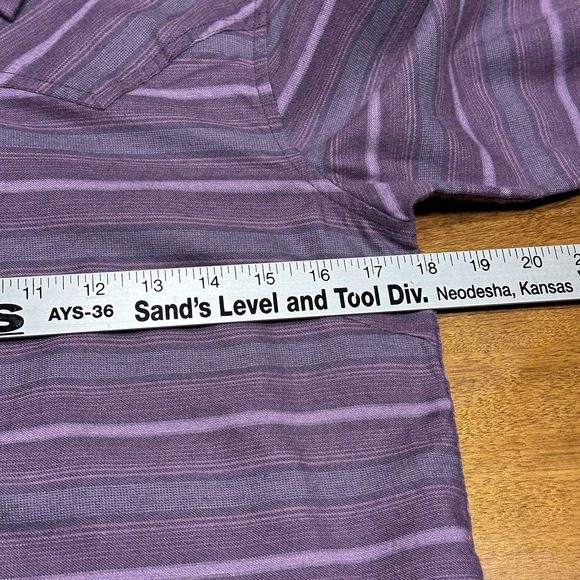 11 12 13 14 15 16 17 18 19 20
S AYS-36 Sand's Level and Tool Div. Neodesha, Kansas